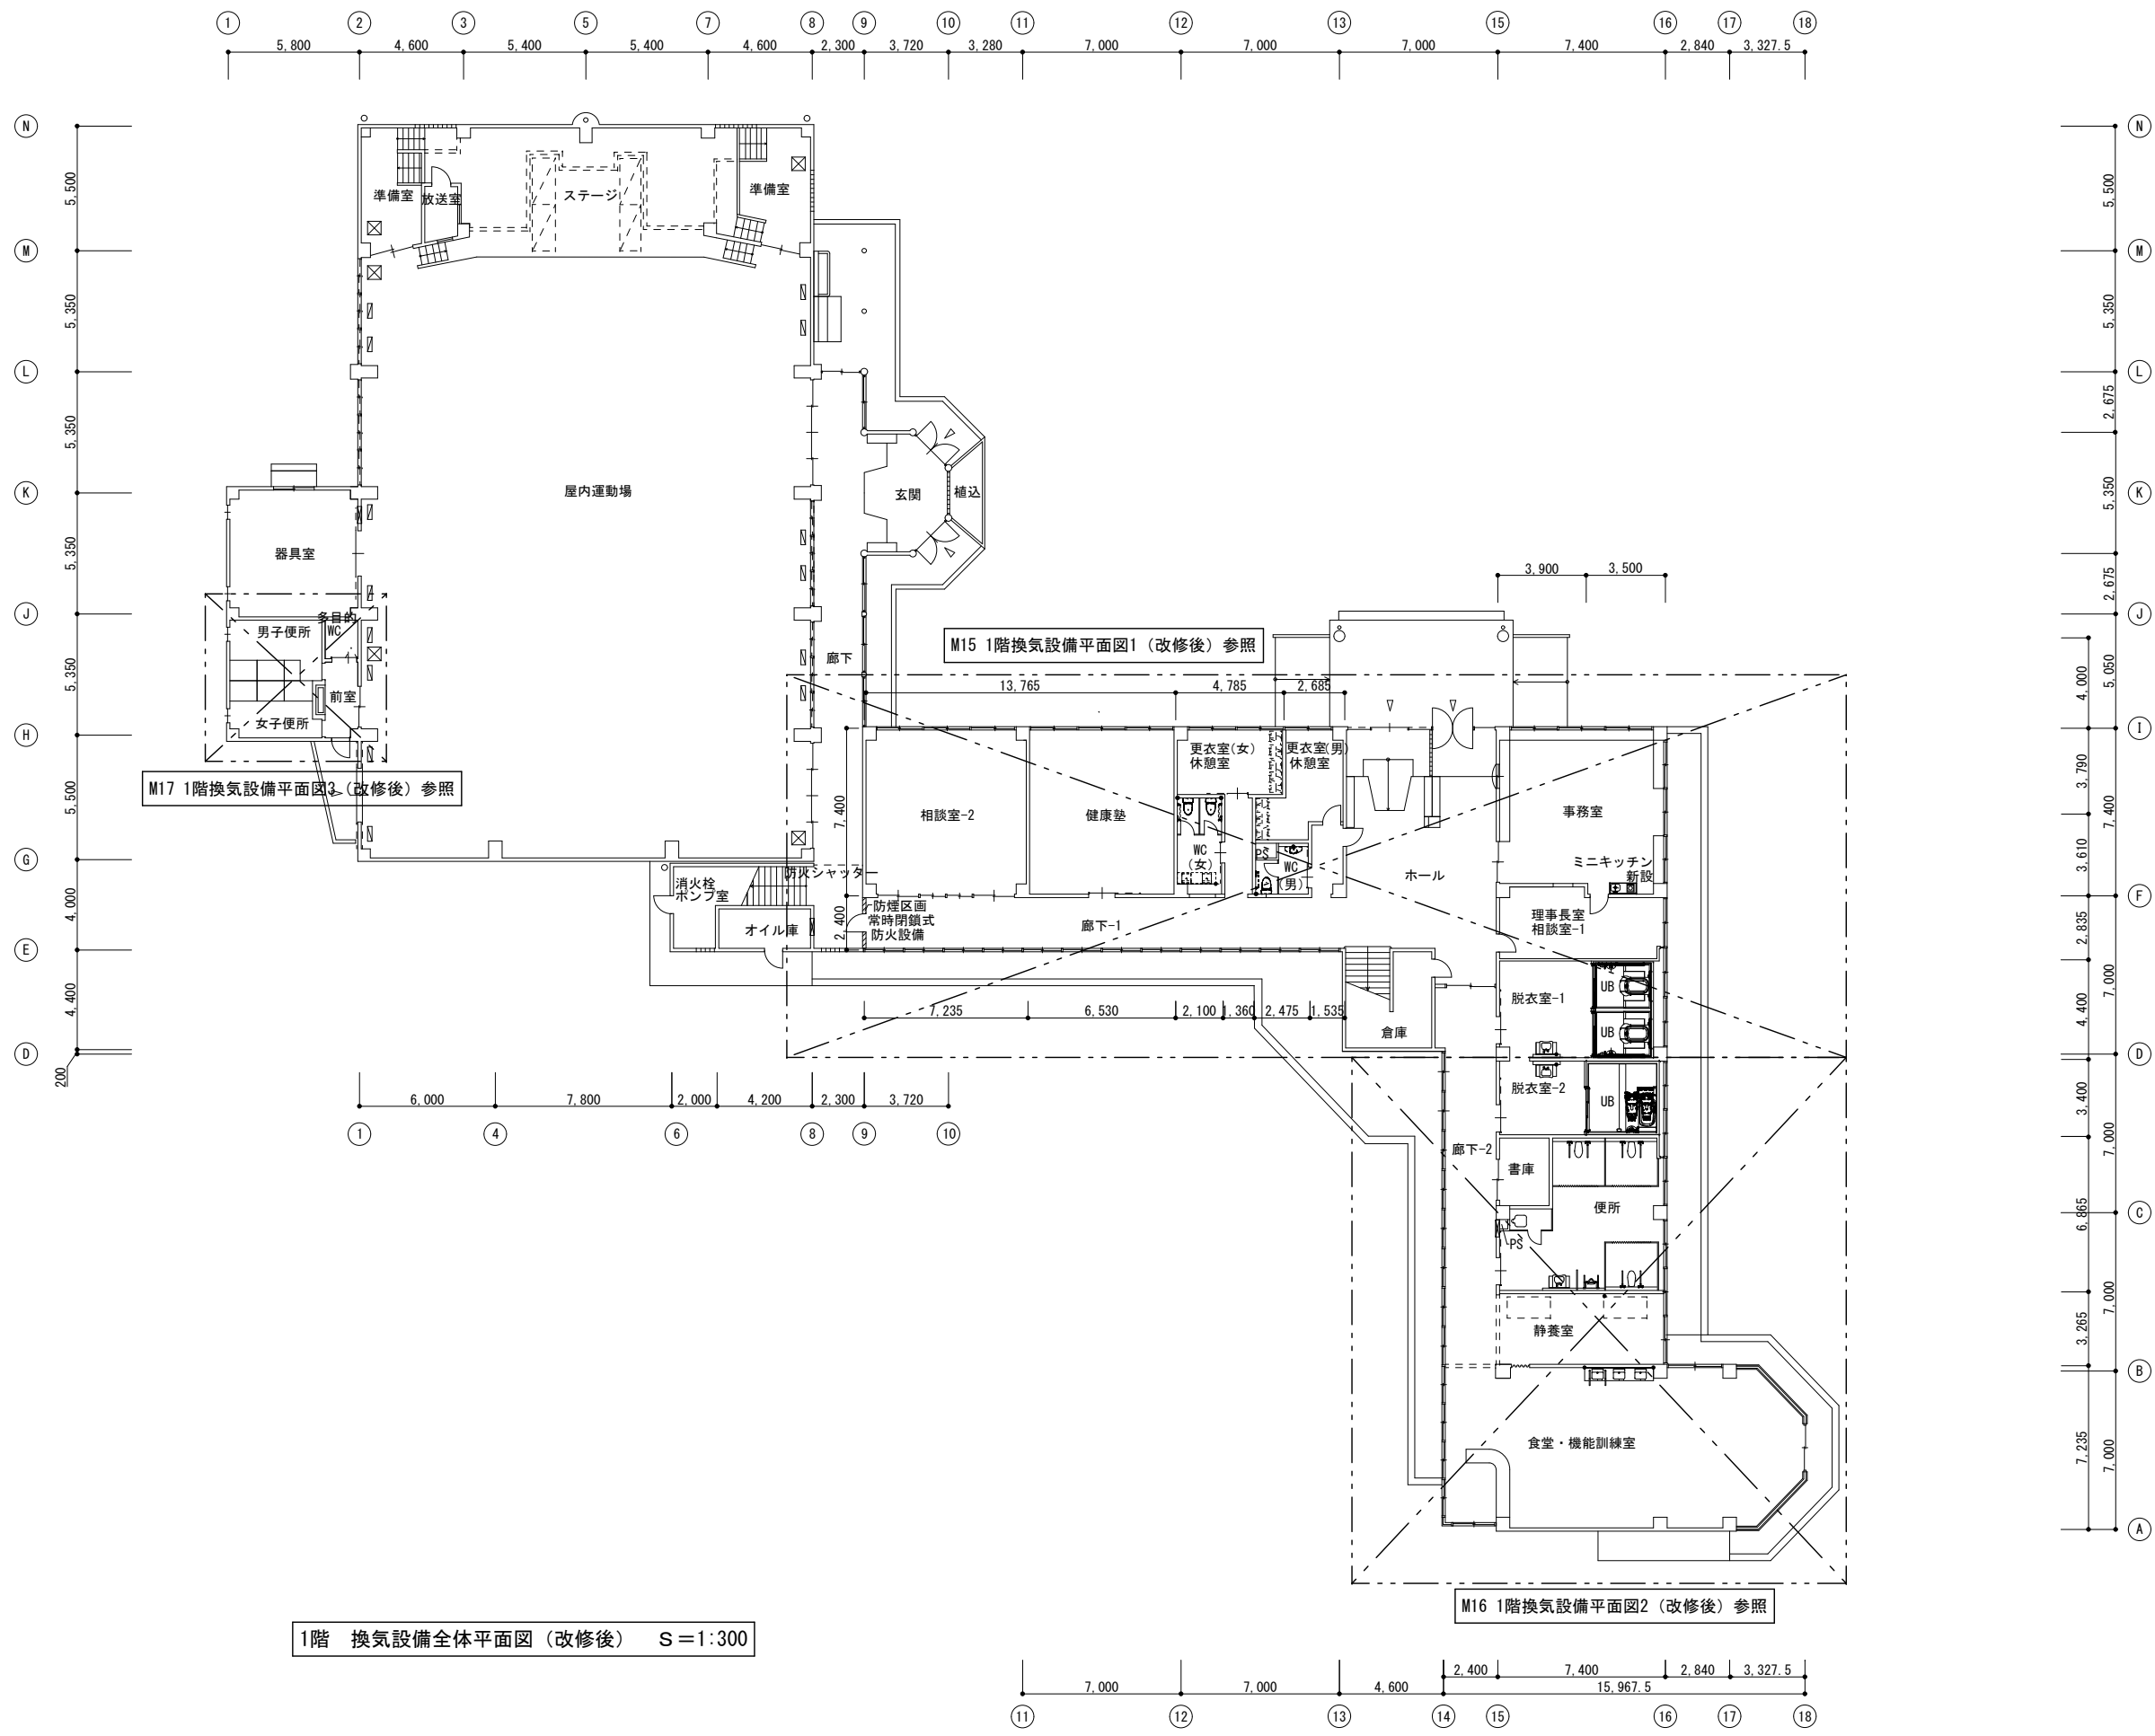 1 2 3 5 7 8 9 10 11 12 13 15 16 17 18
5,800 4,600 5,400 5,400 4,600 2,300 3,720 3,280 7,000 7,000 7,000 7,400 2,840 3,327.5
N
M
L
K
J
H
G
E
D
5,500
5,350
5,350
5,350
5,350
5,500
4,000
4,400
200
準備室
放送室
ステージ
準備室
屋内運動場
玄関
植込
器具室
男子便所
多目的
WC
前室
女子便所
廊下
M17 1階換気設備平面図3（改修後）参照
M15 1階換気設備平面図1（改修後）参照
3,900 3,500
13,765 4,785 2,685
7,400
2,400
相談室-2
健康塾
更衣室(女)
休憩室
更衣室(男)
休憩室
WC
(女)
PS
WC
(男)
ホール
事務室
ミニキッチン
新設
理事長室
相談室-1
消火栓
ポンプ室
オイル庫
防火シャッター
防煙区画
常時閉鎖式
防火設備
廊下-1
倉庫
脱衣室-1
UB
UB
脱衣室-2
UB
廊下-2
書庫
便所
PS
静養室
食堂・機能訓練室
7,235 6,530 2,100 1,360 2,475 1,535
6,000 7,800 2,000 4,200 2,300 3,720
1 4 6 8 9 10
N
M
L
K
J
I
F
E
D
C
B
A
5,500
5,350
2,675
5,350
2,675
5,050
7,400
7,000
7,000
7,000
7,000
4,000
3,790
3,610
2,835
4,400
3,400
6,865
3,265
7,235
M16 1階換気設備平面図2（改修後）参照
1階　換気設備全体平面図（改修後）　S＝1:300
2,400 7,400 2,840 3,327.5
7,000 7,000 4,600 15,967.5
11 12 13 14 15 16 17 18